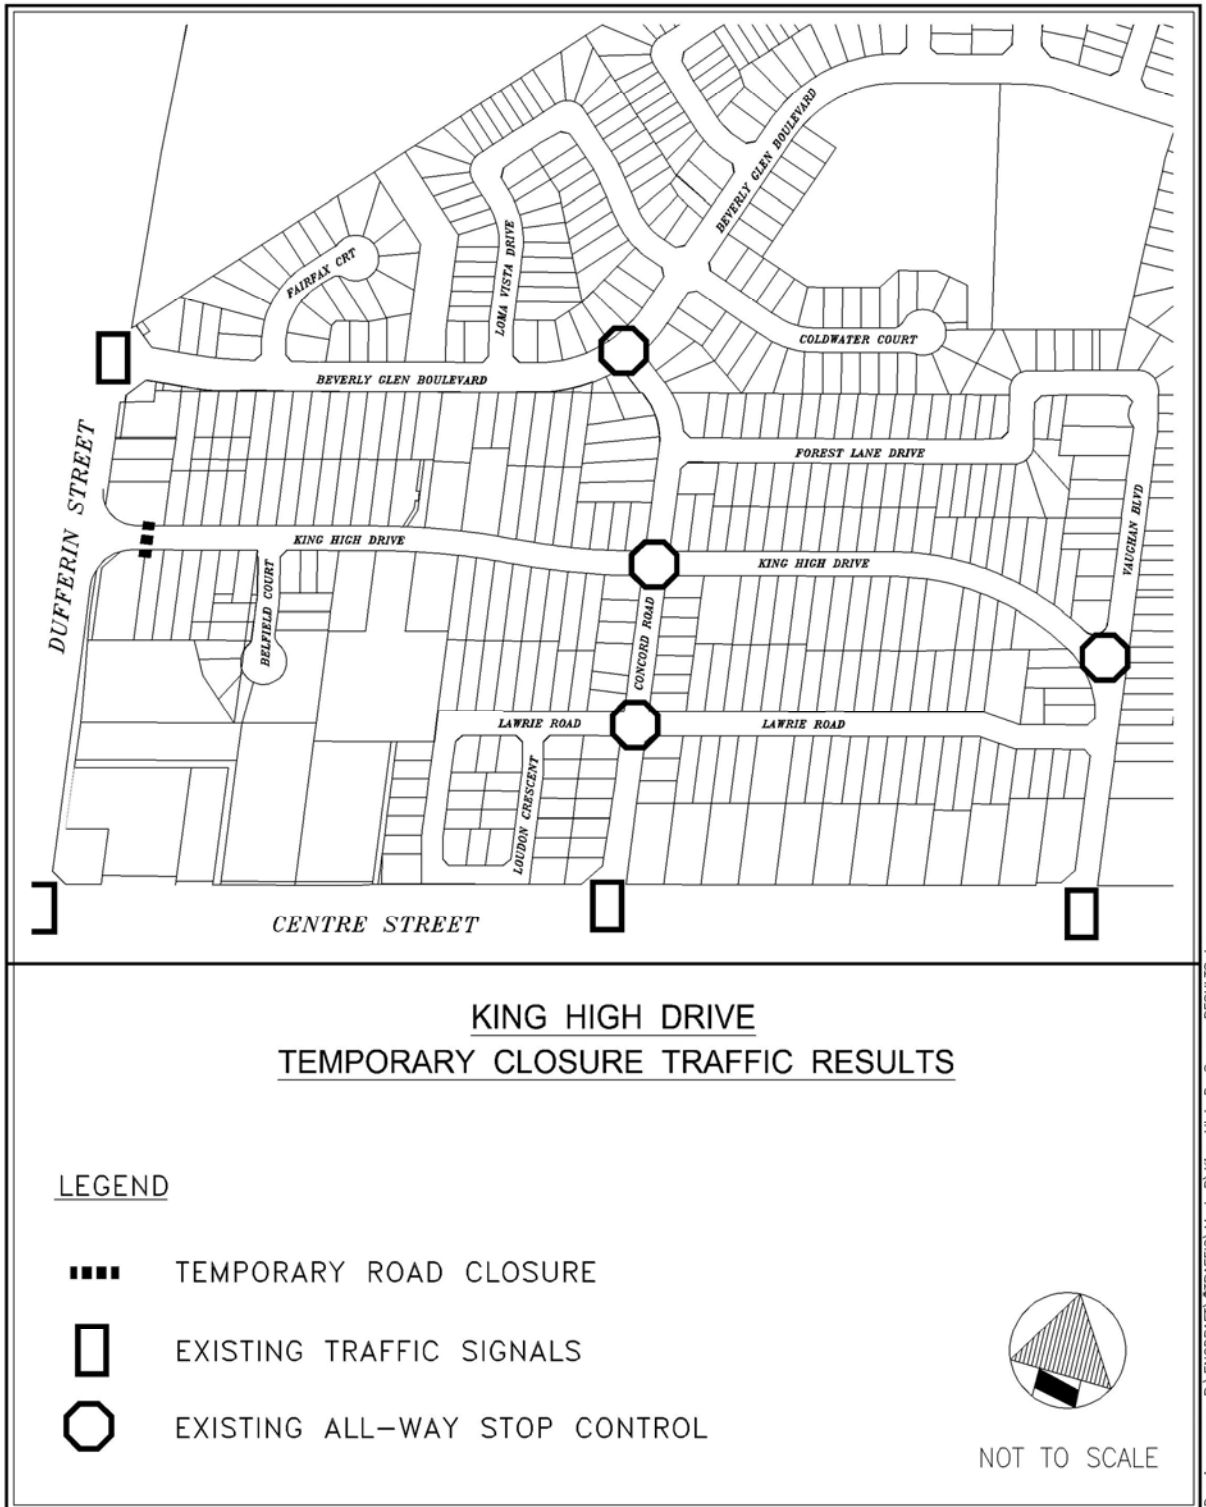 BEVERLY GLEN BOULEVARD
FAIRFAX CRT
LOMA VISTA DRIVE
COLDWATER COURT
BEVERLY GLEN BOULEVARD
DUFFERIN STREET
FOREST LANE DRIVE
VAUGHAN BLVD
KING HIGH DRIVE
KING HIGH DRIVE
BELFIELD COURT
CONCORD ROAD
LAWRIE ROAD
LAWRIE ROAD
LOUDON CRESCENT
CENTRE STREET
KING HIGH DRIVE
TEMPORARY CLOSURE TRAFFIC RESULTS
LEGEND
TEMPORARY ROAD CLOSURE
EXISTING TRAFFIC SIGNALS
EXISTING ALL-WAY STOP CONTROL
NOT TO SCALE